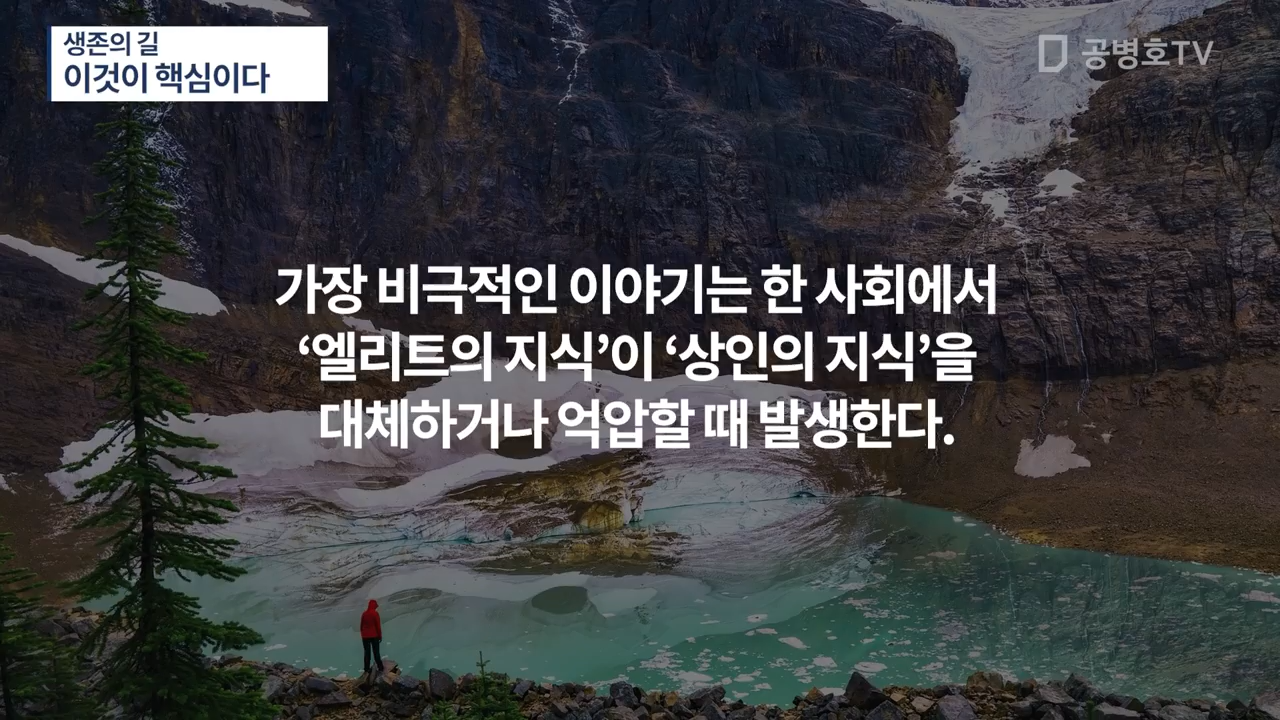 생존의 길
이것이 핵심이다
공병호TV
가장 비극적인 이야기는 한 사회에서
‘엘리트의 지식’이 ‘상인의 지식’을
대체하거나 억압할 때 발생한다.